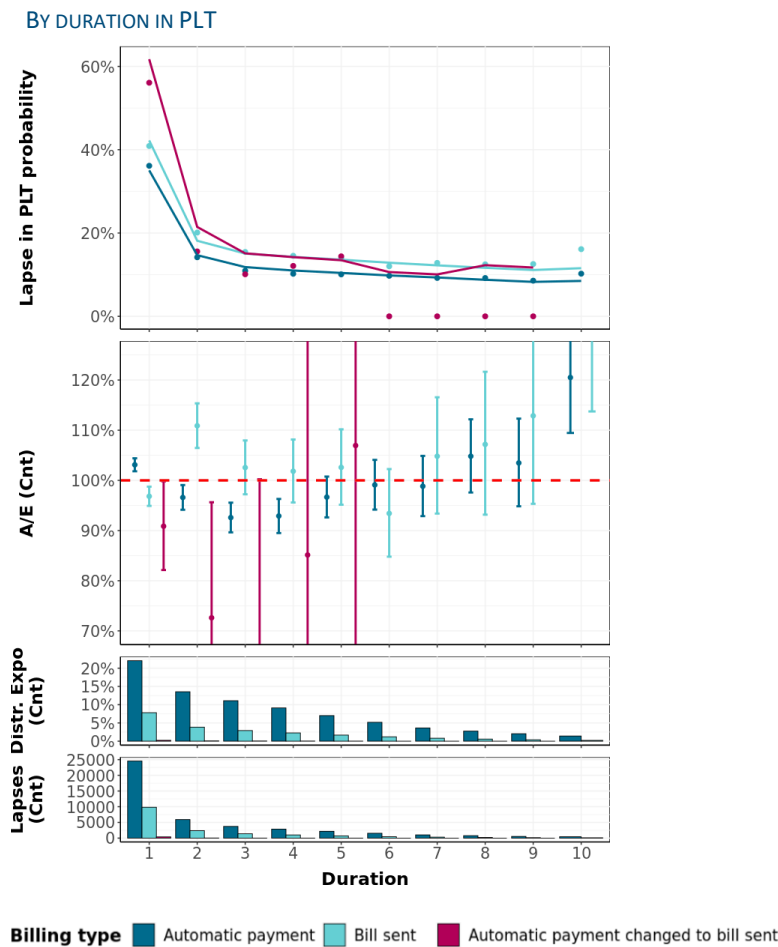 BY DURATION IN PLT
Lapse in PLT probability
60%
40%
20%
0%
A/E (Cnt)
120%
110%
100%
90%
80%
70%
Distr. Expo
(Cnt)
20%
15%
10%
5%
0%
Lapses
(Cnt)
25000
20000
15000
10000
5000
0
1 2 3 4 5 6 7 8 9 10
Duration
Billing type Automatic payment Bill sent Automatic payment changed to bill sent